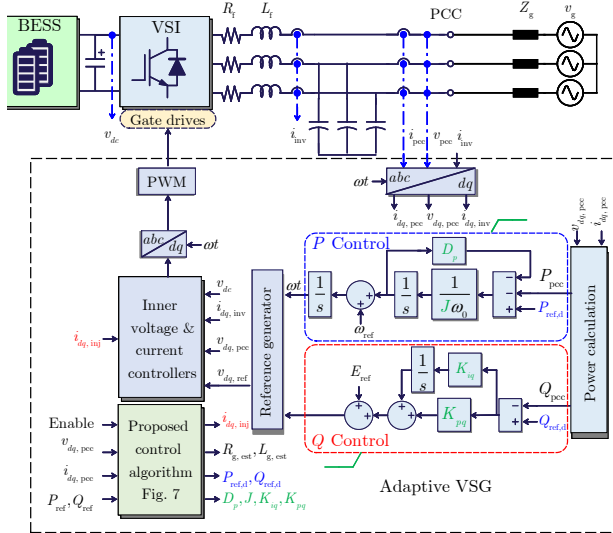 BESS
VSI
R_f
L_f
PCC
Z_g
v_g
+
Gate drives
v_dc
i_inv
i_pcc
v_pcc
i_inv
PWM
ωt
abc
dq
i_dq, pcc
v_dq, pcc
i_dq, inv
v_dq, pcc
i_dq, pcc
abc
dq
ωt
P Control
D_p
1/s
+
+
1/s
1/Jω_0
−
−
+
P_pcc
P_ref,d
ωt
ω_ref
Inner voltage & current controllers
v_dc
i_dq, inv
v_dq, pcc
v_dq, ref
i_dq, inj
Reference generator
Power calculation
1/s
K_iq
E_ref
+
+
+
+
K_pq
−
+
Q_pcc
Q_ref,d
Q Control
Enable
v_dq, pcc
i_dq, pcc
P_ref, Q_ref
Proposed
control
algorithm
Fig. 7
i_dq, inj
R_g, est, L_g, est
P_ref,d, Q_ref,d
D_p, J, K_iq, K_pq
Adaptive VSG